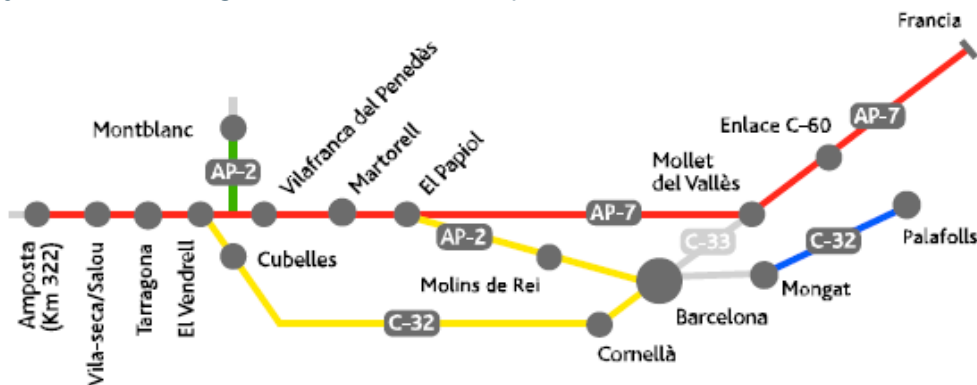 Francia
AP-7
Enlace C-60
Mollet
del Vallès
Montblanc
AP-2
Vilafranca del Penedès
Martorell
El Papiol
AP-7
AP-2
C-33
C-32
Palafolls
Mongat
Barcelona
Molins de Rei
Cubelles
C-32
Cornellà
Amposta
(Km 322)
Vila-seca/Salou
Tarragona
El Vendrell